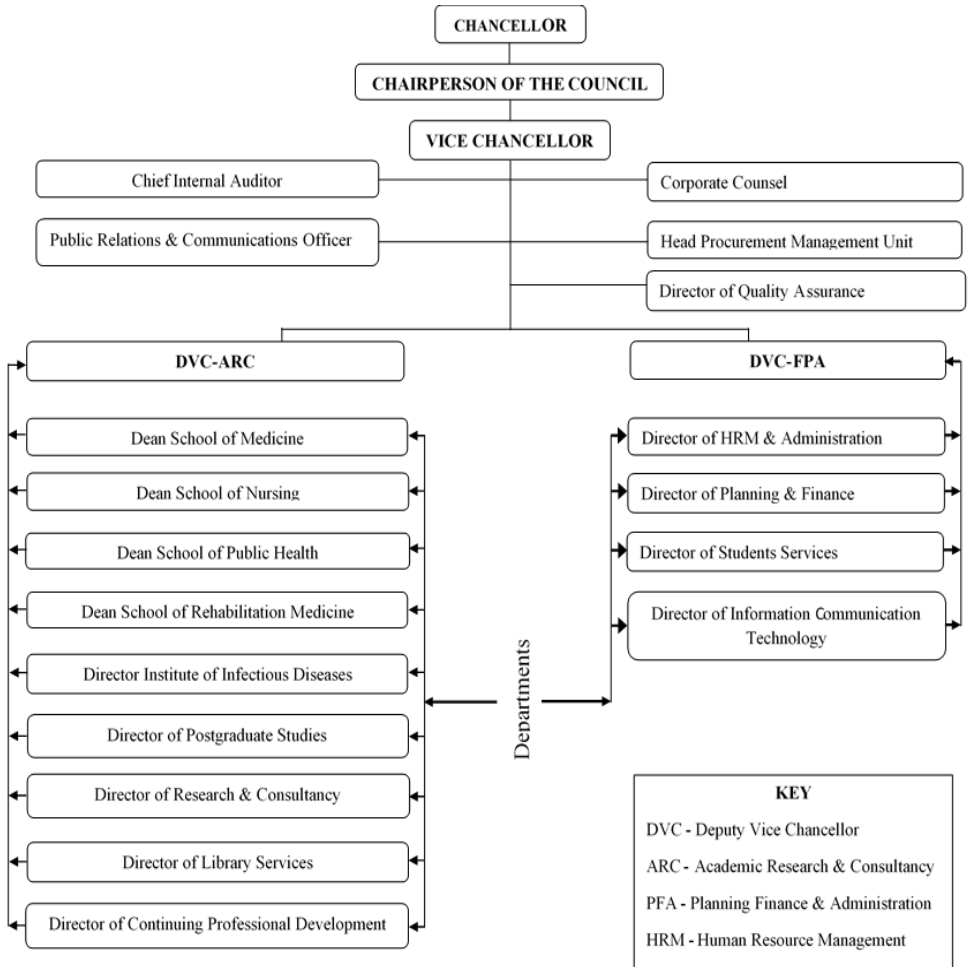 CHANCELLOR
CHAIRPERSON OF THE COUNCIL
VICE CHANCELLOR
Chief Internal Auditor
Corporate Counsel
Public Relations & Communications Officer
Head Procurement Management Unit
Director of Quality Assurance
DVC-ARC
DVC-FPA
Dean School of Medicine
Dean School of Nursing
Dean School of Public Health
Dean School of Rehabilitation Medicine
Director Institute of Infectious Diseases
Director of Postgraduate Studies
Director of Research & Consultancy
Director of Library Services
Director of Continuing Professional Development
Departments
Director of HRM & Administration
Director of Planning & Finance
Director of Students Services
Director of Information Communication
Technology
KEY
DVC - Deputy Vice Chancellor
ARC - Academic Research & Consultancy
PFA - Planning Finance & Administration
HRM - Human Resource Management